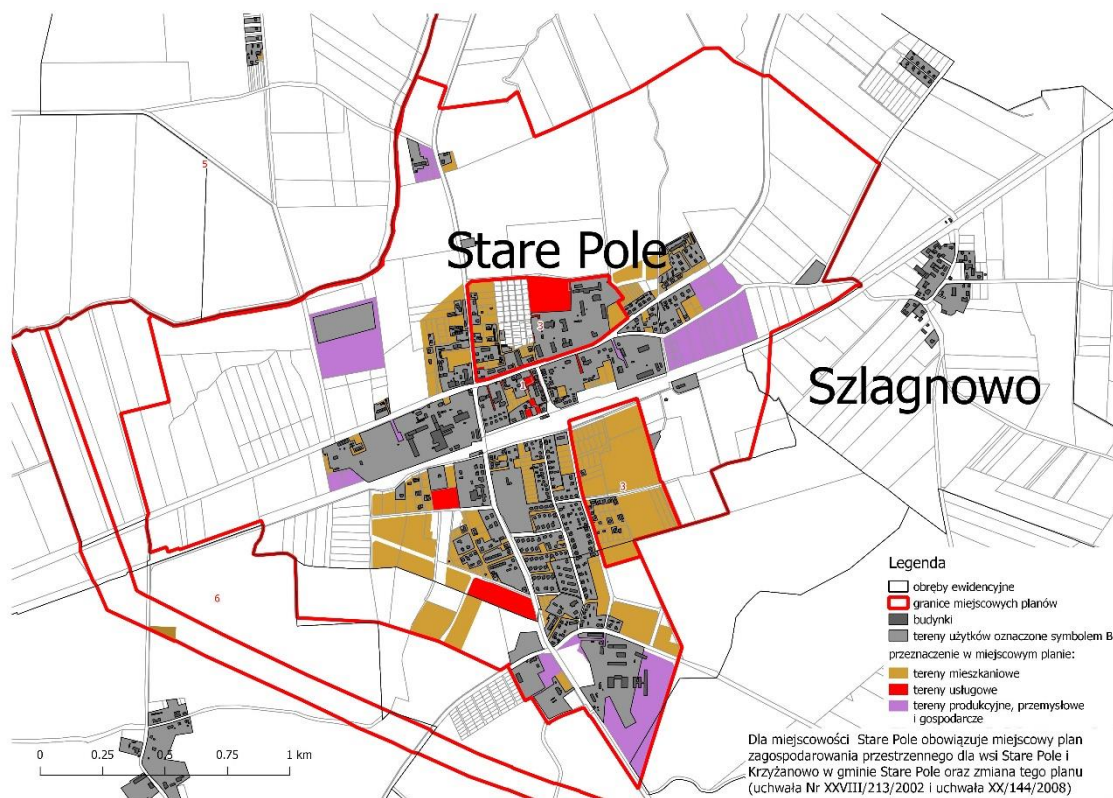 5
Stare Pole
3
1
Szlagnowo
3
6
Legenda
obręby ewidencyjne
granice miejscowych planów
budynki
tereny użytków oznaczone symbolem B
przeznaczenie w miejscowym planie:
tereny mieszkaniowe
tereny usługowe
tereny produkcyjne, przemysłowe
i gospodarcze
0 0.25 0.5 0.75 1 km
Dla miejscowości Stare Pole obowiązuje miejscowy plan
zagospodarowania przestrzennego dla wsi Stare Pole i
Krzyżanowo w gminie Stare Pole oraz zmiana tego planu
(uchwała Nr XXVIII/213/2002 i uchwała XX/144/2008)